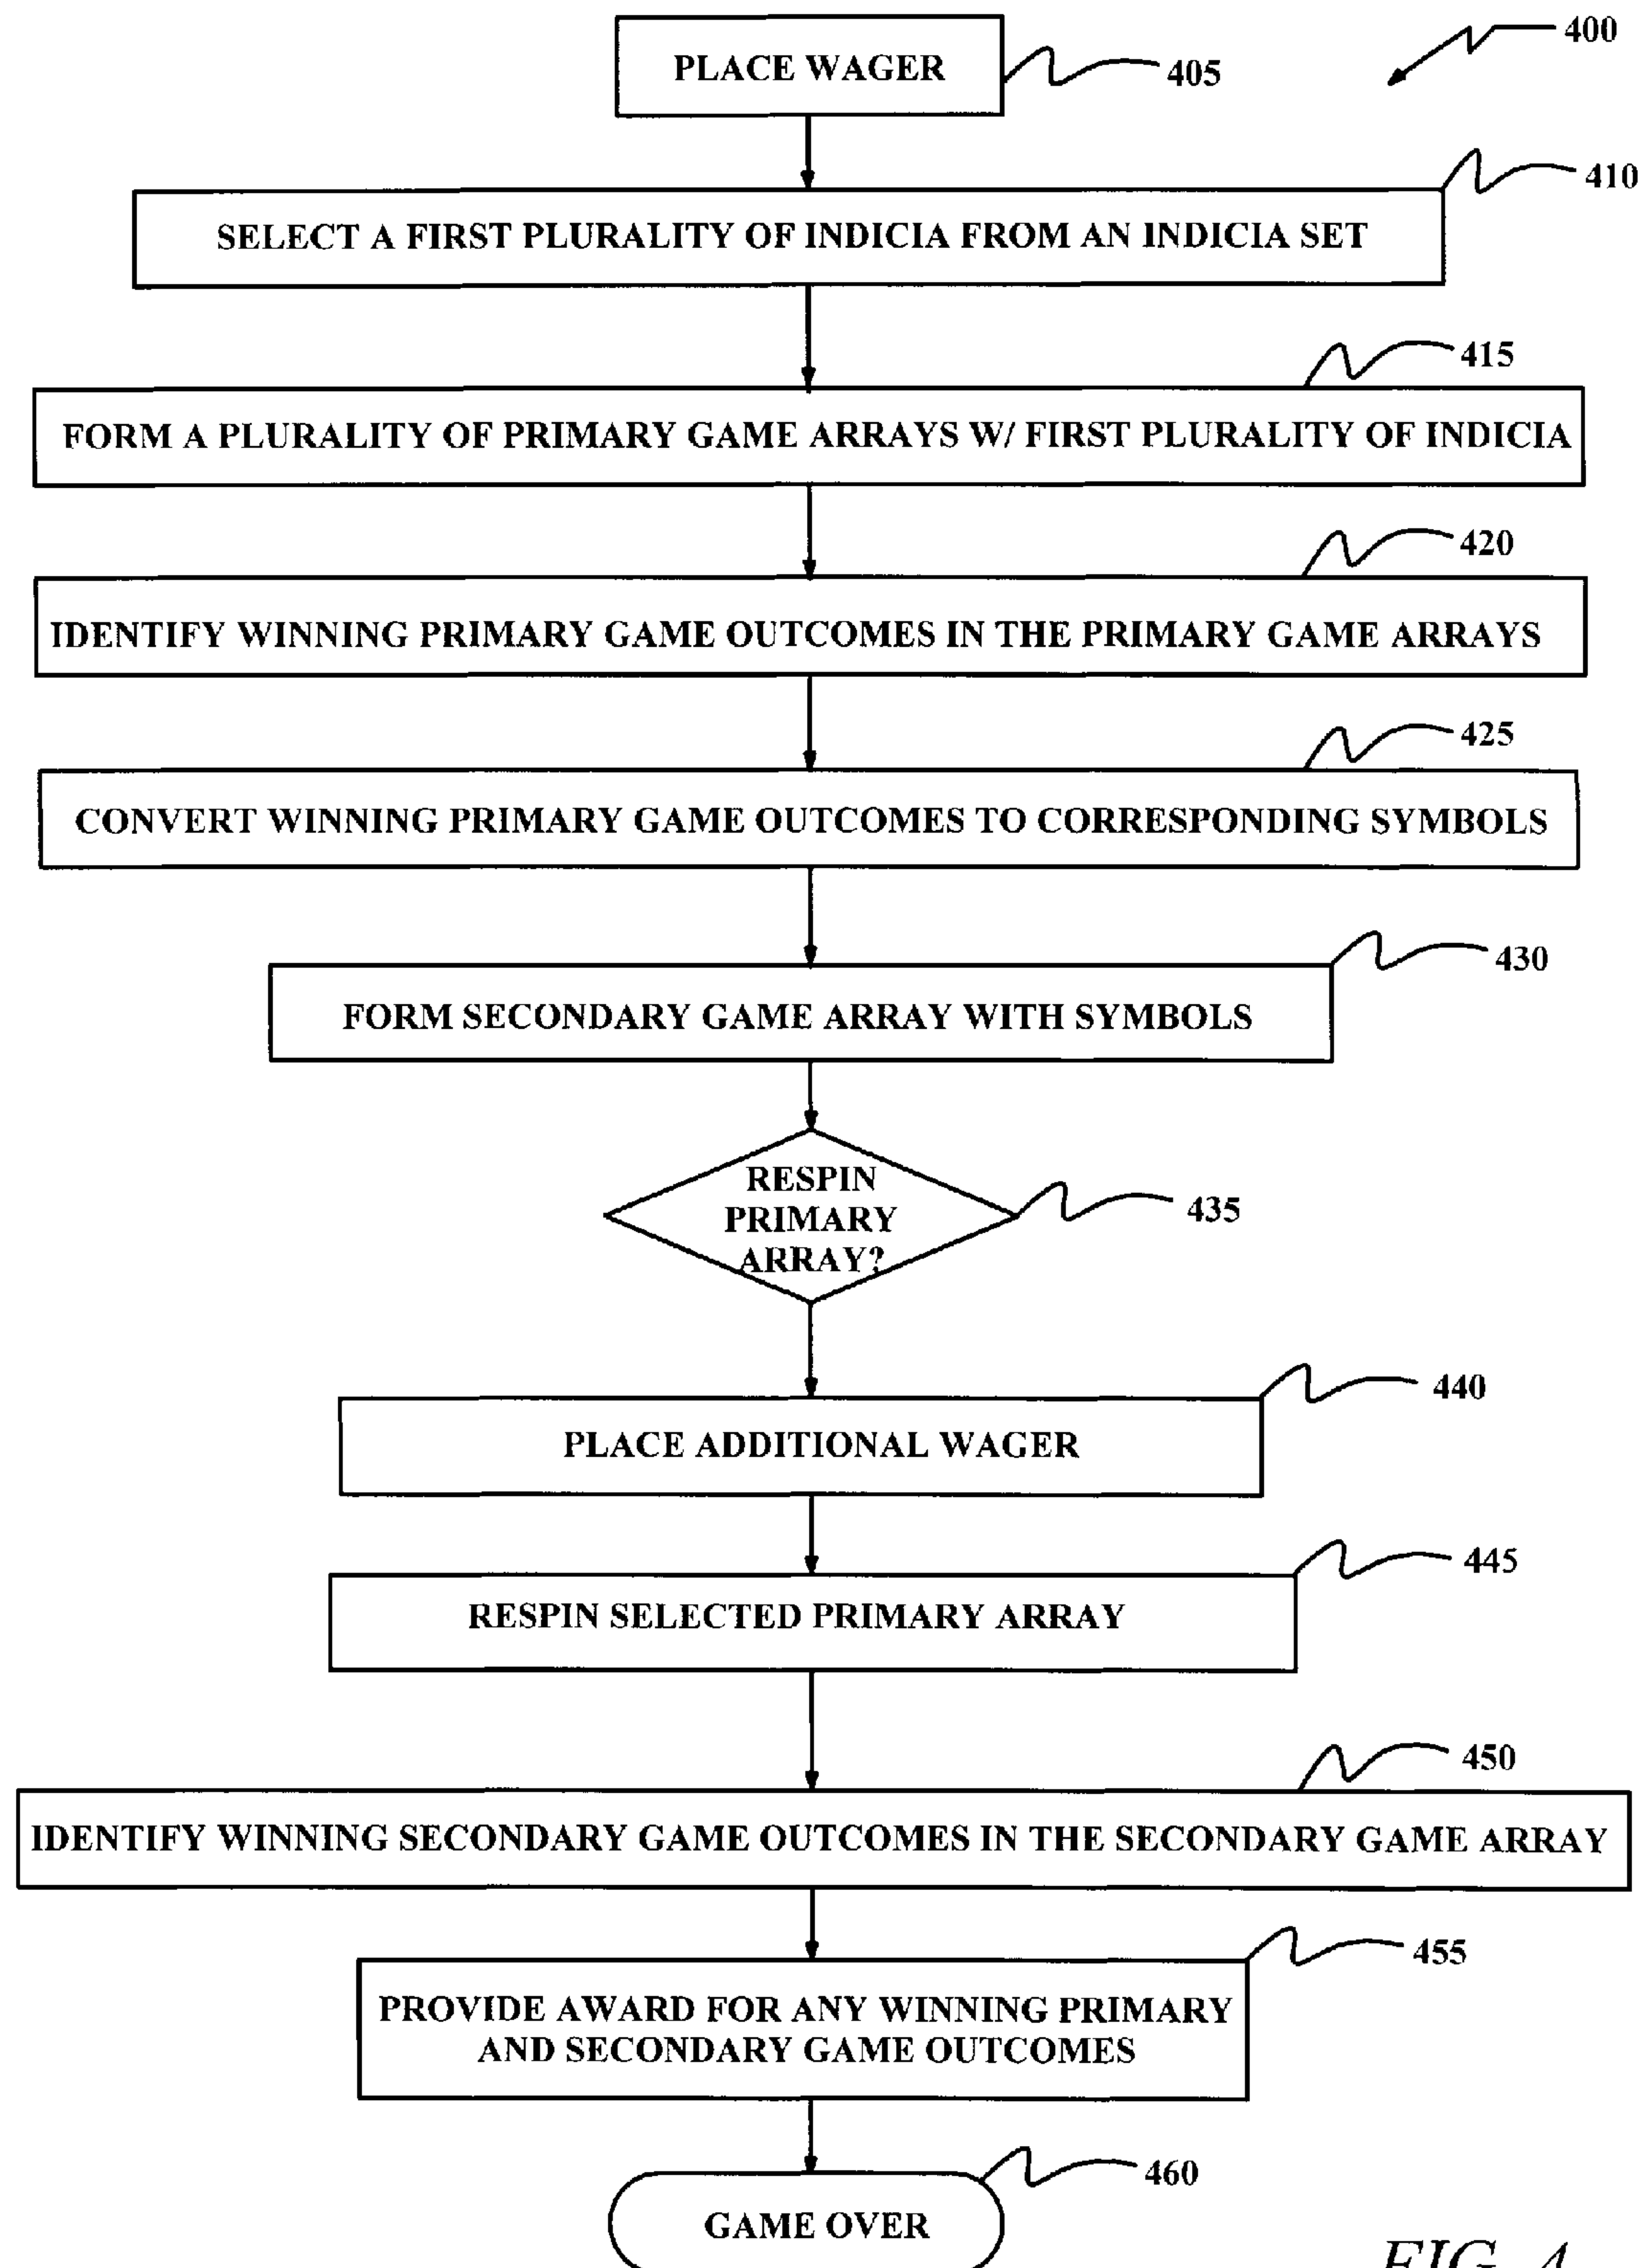 400
PLACE WAGER
405
410
SELECT A FIRST PLURALITY OF INDICIA FROM AN INDICIA SET
415
FORM A PLURALITY OF PRIMARY GAME ARRAYS W/ FIRST PLURALITY OF INDICIA
420
IDENTIFY WINNING PRIMARY GAME OUTCOMES IN THE PRIMARY GAME ARRAYS
425
CONVERT WINNING PRIMARY GAME OUTCOMES TO CORRESPONDING SYMBOLS
430
FORM SECONDARY GAME ARRAY WITH SYMBOLS
RESPIN
PRIMARY
ARRAY?
435
440
PLACE ADDITIONAL WAGER
445
RESPIN SELECTED PRIMARY ARRAY
450
IDENTIFY WINNING SECONDARY GAME OUTCOMES IN THE SECONDARY GAME ARRAY
455
PROVIDE AWARD FOR ANY WINNING PRIMARY
AND SECONDARY GAME OUTCOMES
460
GAME OVER
FIG. 4